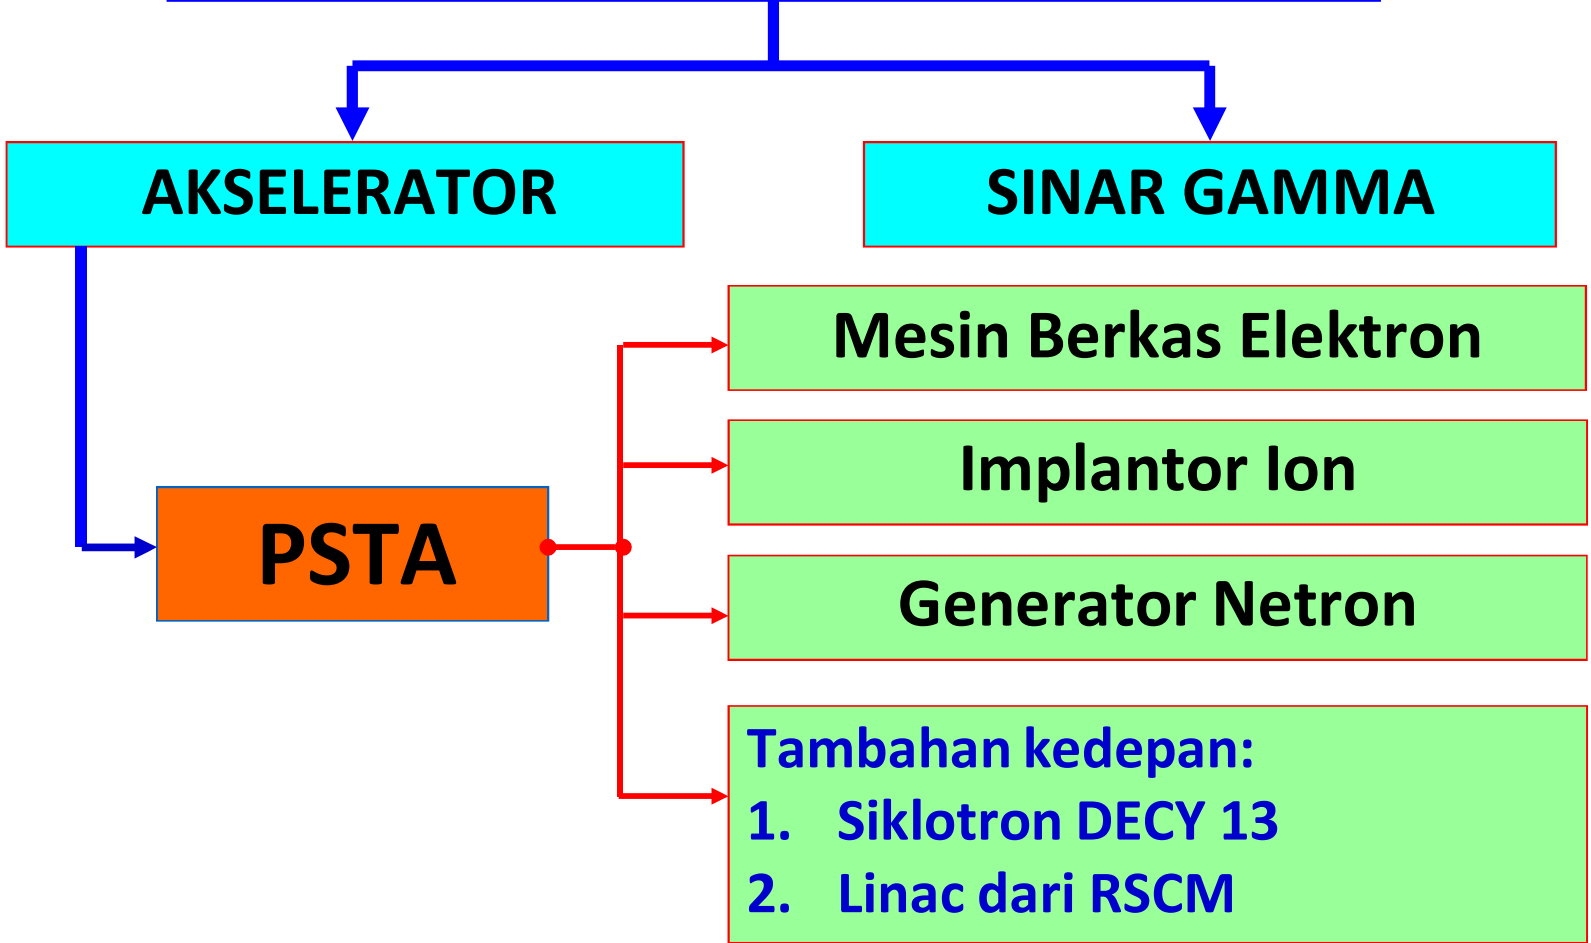 AKSELERATOR
SINAR GAMMA
Mesin Berkas Elektron
Implantor Ion
PSTA
Generator Netron
Tambahan kedepan:
1. Siklotron DECY 13
2. Linac dari RSCM